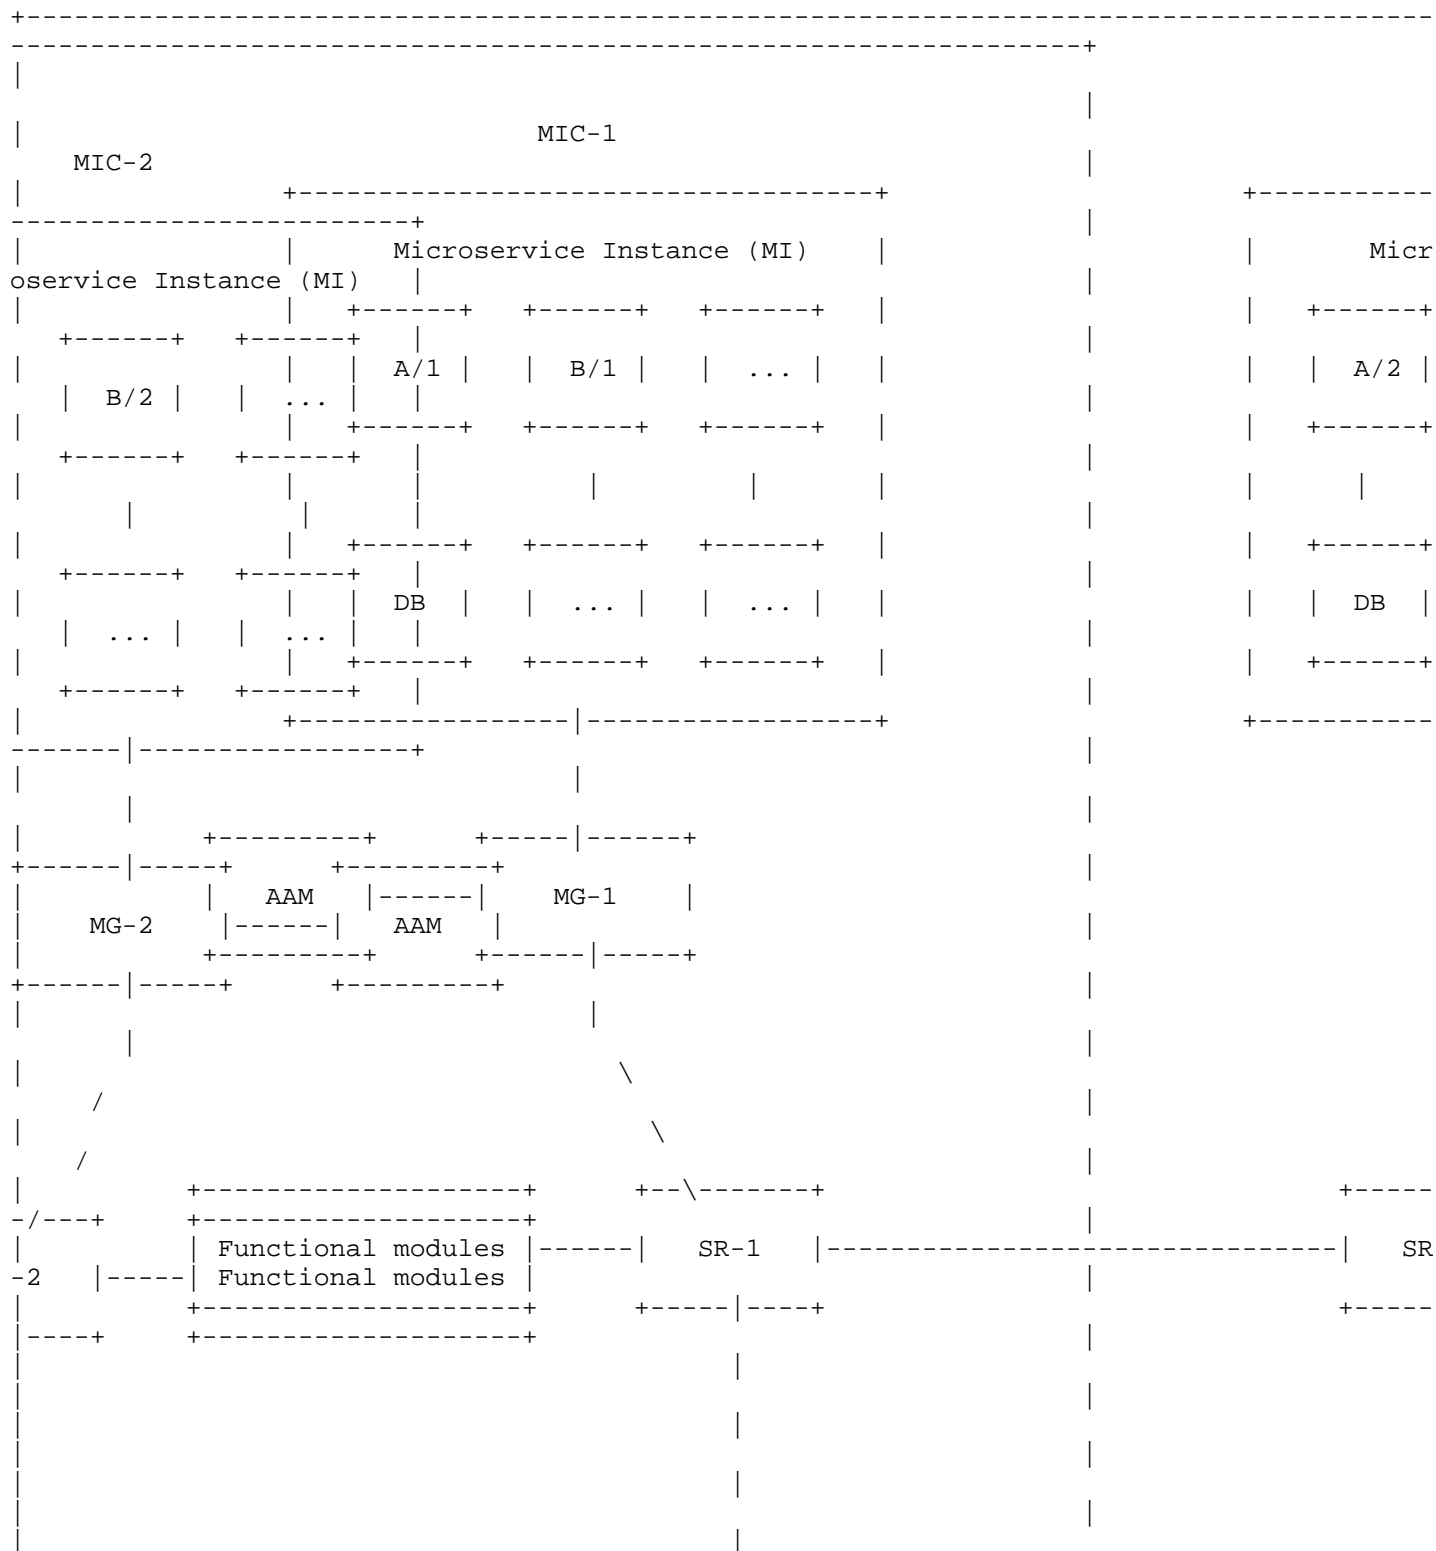 MIC-1
MIC-2
Microservice Instance (MI) Micr
oservice Instance (MI)
A/1 B/1 ... A/2
B/2 ...
DB ... ... DB
... ...
AAM MG-1
MG-2 AAM
Functional modules SR-1 SR
-2 Functional modules